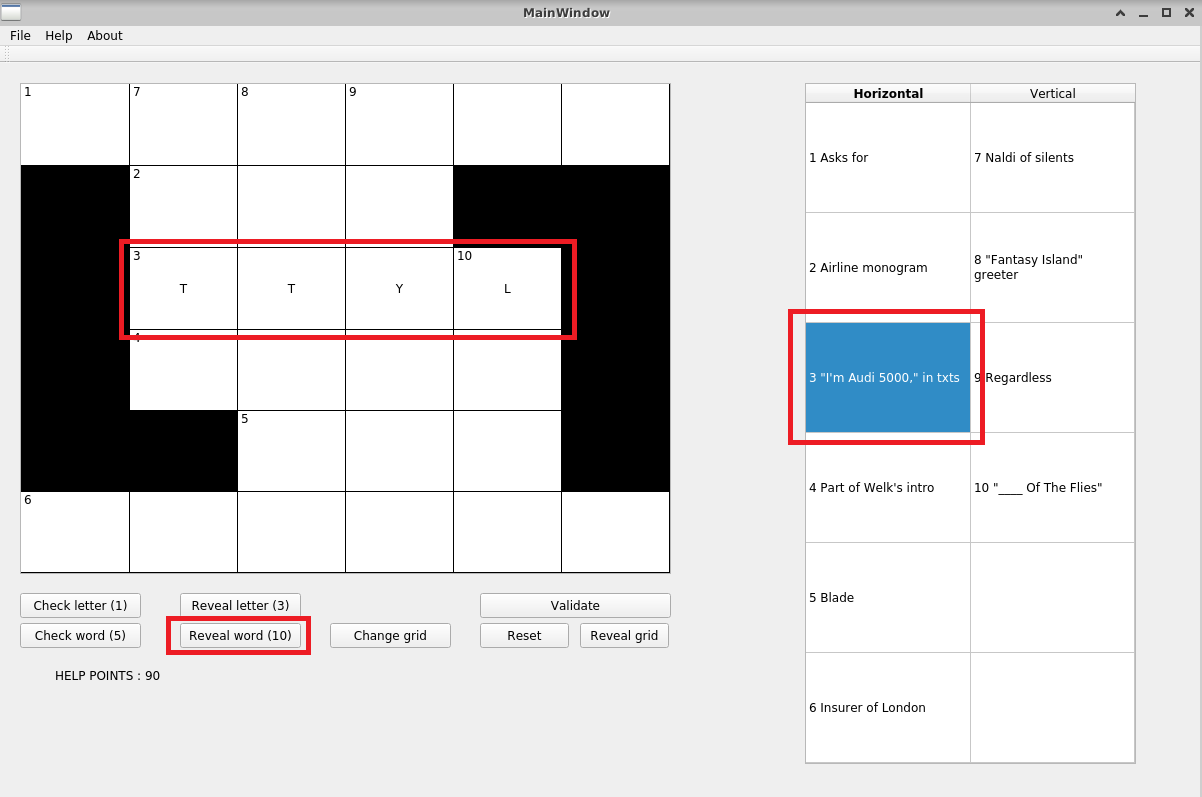 MainWindow
File Help About
1 7 8 9
2
3 10
T T Y L
4
5
6
Check letter (1) Reveal letter (3) Validate
Check word (5) Reveal word (10) Change grid Reset Reveal grid
HELP POINTS : 90
Horizontal Vertical
1 Asks for 7 Naldi of silents
2 Airline monogram 8 "Fantasy Island"
greeter
3 "I'm Audi 5000," in txts 9 Regardless
4 Part of Welk's intro 10 "____ Of The Flies"
5 Blade
6 Insurer of London